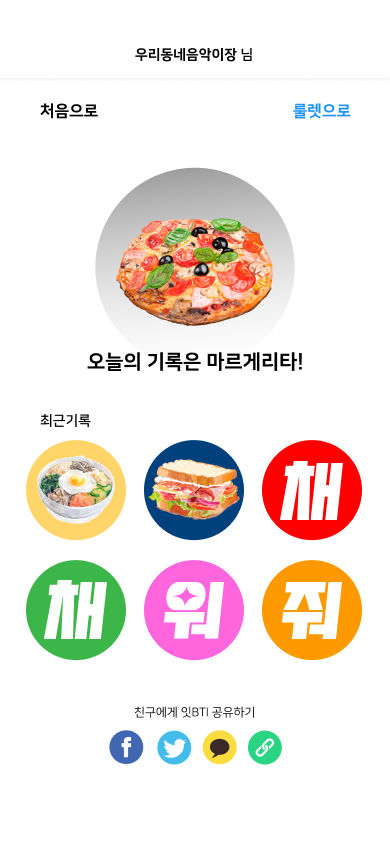 우리동네음악이장 님
처음으로
룰렛으로
오늘의 기록은 마르게리타!
최근기록
채
채
워
줘
친구에게 잇BTI 공유하기
f